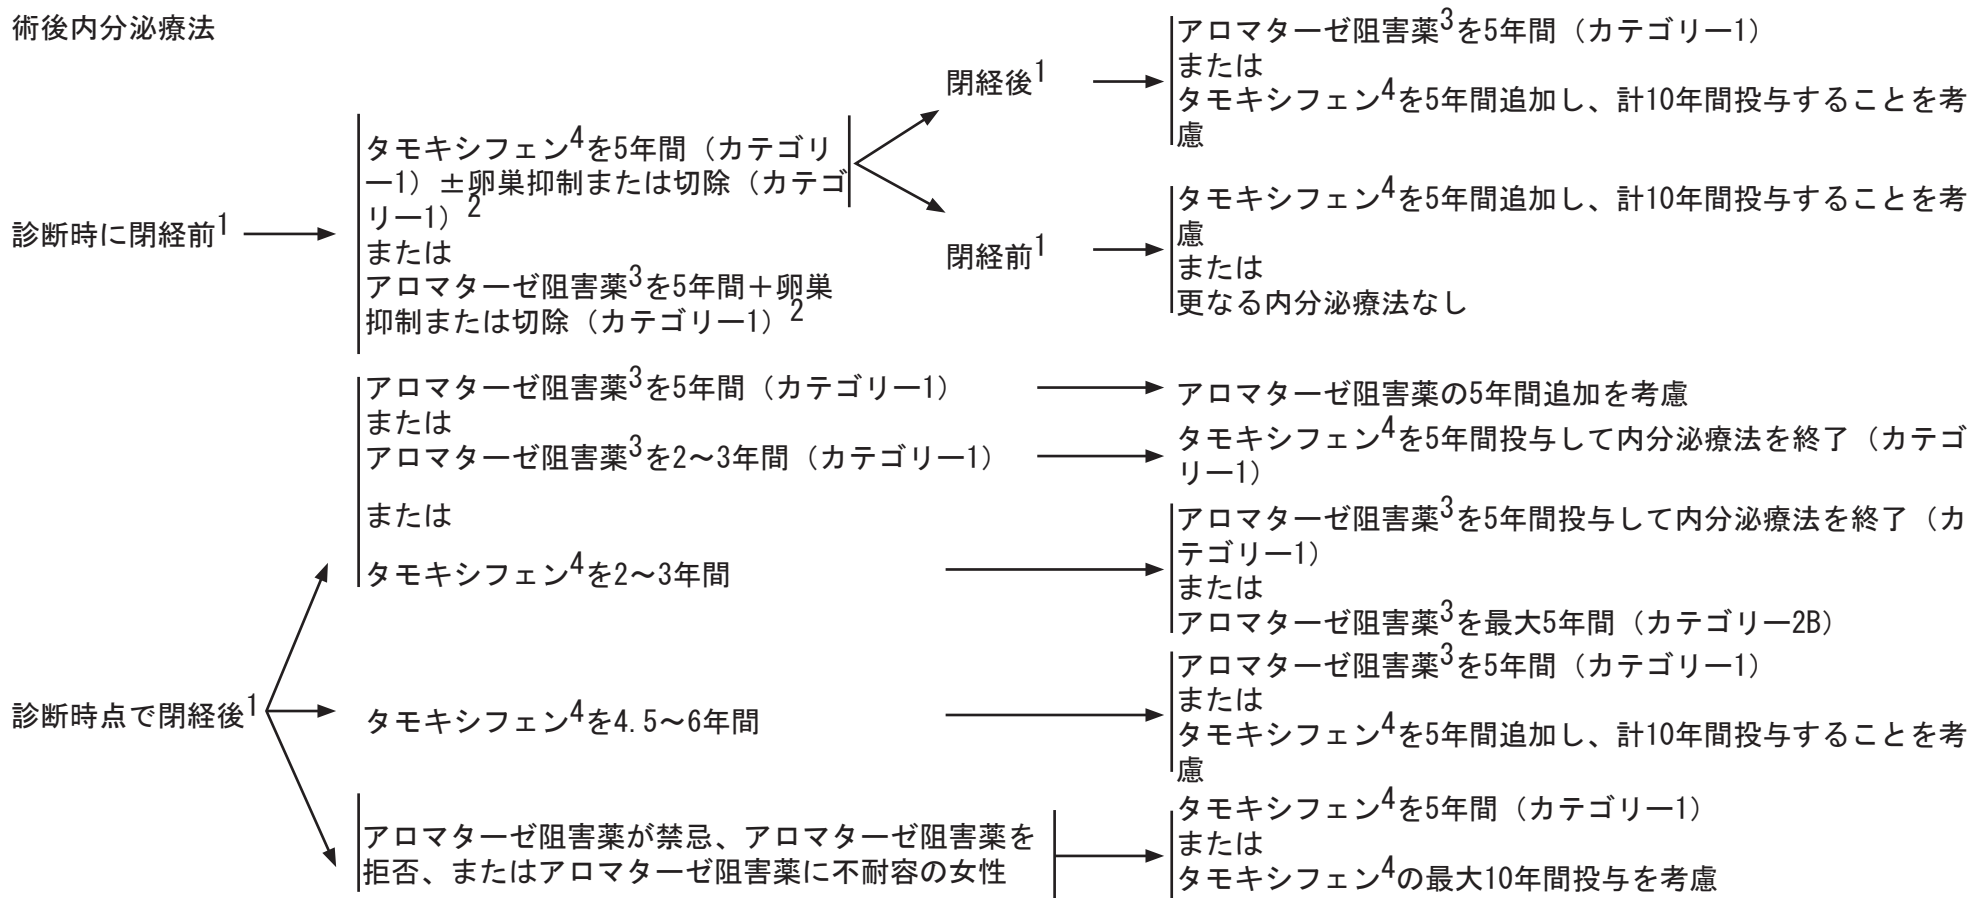 術後内分泌療法
診断時に閉経前1
タモキシフェン4を5年間（カテゴリ
ー1）±卵巣抑制または切除（カテゴ
リー1）2
または
アロマターゼ阻害薬3を5年間＋卵巣
抑制または切除（カテゴリー1）2
閉経後1
アロマターゼ阻害薬3を5年間（カテゴリー1）
または
タモキシフェン4を5年間追加し、計10年間投与することを考
慮
閉経前1
タモキシフェン4を5年間追加し、計10年間投与することを考
慮
または
更なる内分泌療法なし
診断時点で閉経後1
アロマターゼ阻害薬3を5年間（カテゴリー1）
アロマターゼ阻害薬の5年間追加を考慮
または
アロマターゼ阻害薬3を2～3年間（カテゴリー1）
タモキシフェン4を5年間投与して内分泌療法を終了（カテゴ
リー1）
または
タモキシフェン4を2～3年間
アロマターゼ阻害薬3を5年間投与して内分泌療法を終了（カ
テゴリー1）
または
アロマターゼ阻害薬3を最大5年間（カテゴリー2B）
タモキシフェン4を4.5～6年間
アロマターゼ阻害薬3を5年間（カテゴリー1）
または
タモキシフェン4を5年間追加し、計10年間投与することを考
慮
アロマターゼ阻害薬が禁忌、アロマターゼ阻害薬を
拒否、またはアロマターゼ阻害薬に不耐容の女性
タモキシフェン4を5年間（カテゴリー1）
または
タモキシフェン4の最大10年間投与を考慮